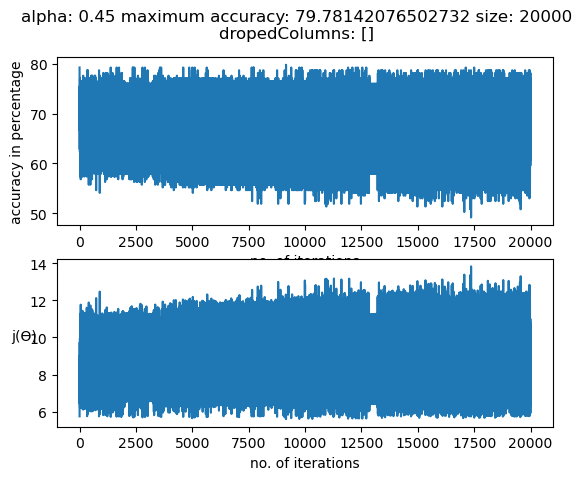 alpha: 0.45 maximum accuracy: 79.78142076502732 size: 20000
dropedColumns: []
80
70
60
50
accuracy in percentage
0 2500 5000 7500 10000 12500 15000 17500 20000
no. of iterations
14
12
10
8
6
j(Θ)
0 2500 5000 7500 10000 12500 15000 17500 20000
no. of iterations